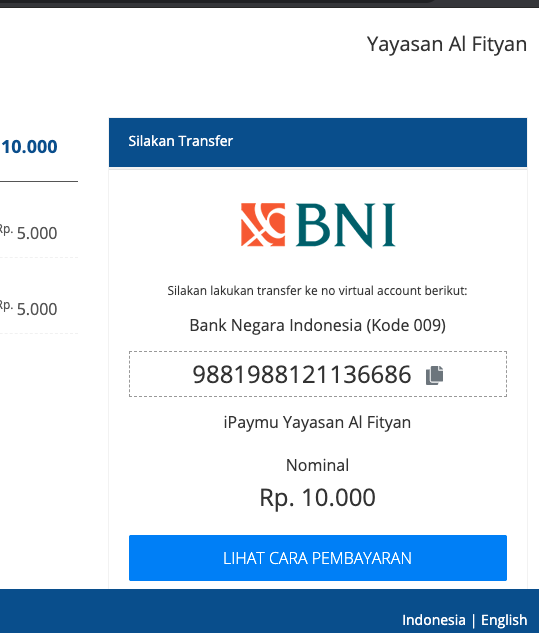 Yayasan Al Fityan
10.000
Rp. 5.000
Rp. 5.000
Silakan Transfer
BNI
Silakan lakukan transfer ke no virtual account berikut:
Bank Negara Indonesia (Kode 009)
9881988121136686
iPaymu Yayasan Al Fityan
Nominal
Rp. 10.000
LIHAT CARA PEMBAYARAN
Indonesia | English